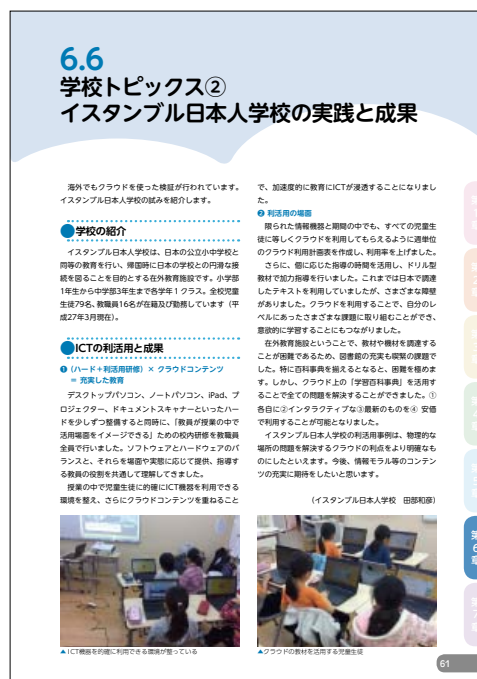 6.6
学校トピックス②
イスタンブル日本人学校の実践と成果
海外でもクラウドを使った検証が行われています。
イスタンブル日本人学校の試みを紹介します。
●学校の紹介
イスタンブル日本人学校は、日本の公立小中学校と
同等の教育を行い、帰国時に日本の学校との円滑な接
続を図ることを目的とする在外教育施設です。小学部
1年生から中学部3年生まで各学年1クラス。全校児童
生徒79名、教職員16名が在籍及び勤務しています（平
成27年3月現在）。
●ICTの利活用と成果
❶（ハード＋利活用研修）× クラウドコンテンツ
＝ 充実した教育
デスクトップパソコン、ノートパソコン、iPad、プ
ロジェクター、ドキュメントスキャナーといったハー
ドを少しずつ整備すると同時に、「教員が授業の中で
活用場面をイメージできる」ための校内研修を教職員
全員で行いました。ソフトウェアとハードウェアのバ
ランスと、それらを場面や実態に応じて提供、指導す
る教員の役割を共通して理解してきました。
授業の中で児童生徒に的確にICT機器を利用できる
環境を整え、さらにクラウドコンテンツを重ねること
で、加速度的に教育にICTが浸透することになりまし
た。
❷ 利活用の場面
限られた情報機器と期間の中でも、すべての児童生
徒に等しくクラウドを利用してもらえるように週単位
のクラウド利用計画表を作成し、利用率を上げました。
さらに、個に応じた指導の時間を活用し、ドリル型
教材で加力指導を行いました。これまでは日本で調達
したテキストを利用していましたが、さまざまな障壁
がありました。クラウドを利用することで、自分のレ
ベルにあったさまざまな課題に取り組むことができ、
意欲的に学習することにもつながりました。
在外教育施設ということで、教材や機材を調達する
ことが困難であるため、図書館の充実も喫緊の課題で
した。特に百科事典を揃えるとなると、困難を極めま
す。しかし、クラウド上の「学習百科事典」を活用す
ることで全ての問題を解決することができました。①
各自に②インタラクティブな③最新のものを④ 安価
で利用することが可能となりました。
イスタンブル日本人学校の利活用事例は、物理的な
場所の問題を解決するクラウドの利点をより明確なも
のにしたといえます。今後、情報モラル等のコンテン
ツの充実に期待をしたいと思います。
（イスタンブル日本人学校　田部和彦）
▲ICT機器を的確に利用できる環境が整っている
▲クラウドの教材を活用する児童生徒
第1章
第2章
第3章
第4章
第5章
第6章
第7章
61